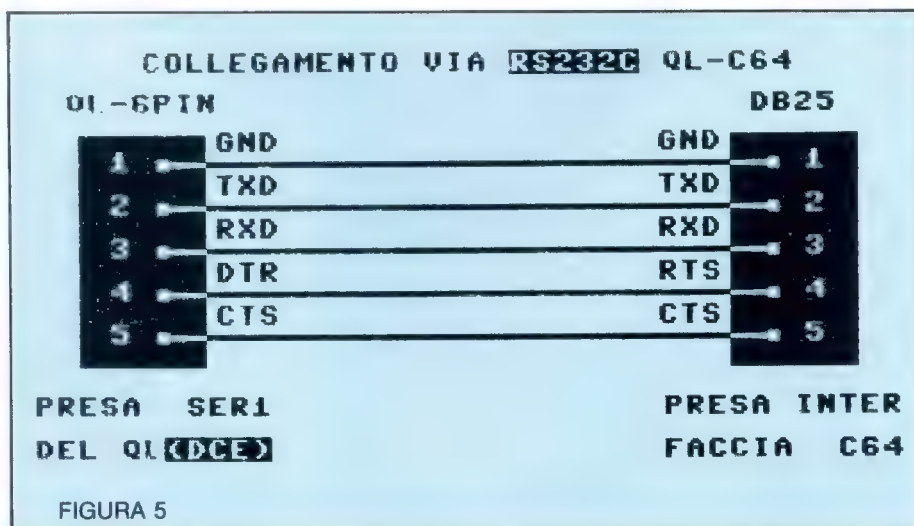 COLLEGAMENTO VIA RS232C QL-C64
QL-6PIN DB25
1 GND GND 1
2 TXD TXD 2
3 RXD RXD 3
4 DTR RTS 4
5 CTS CTS 5
PRESA SER1 PRESA INTER
DEL QL(DCE) FACCIA C64
FIGURA 5